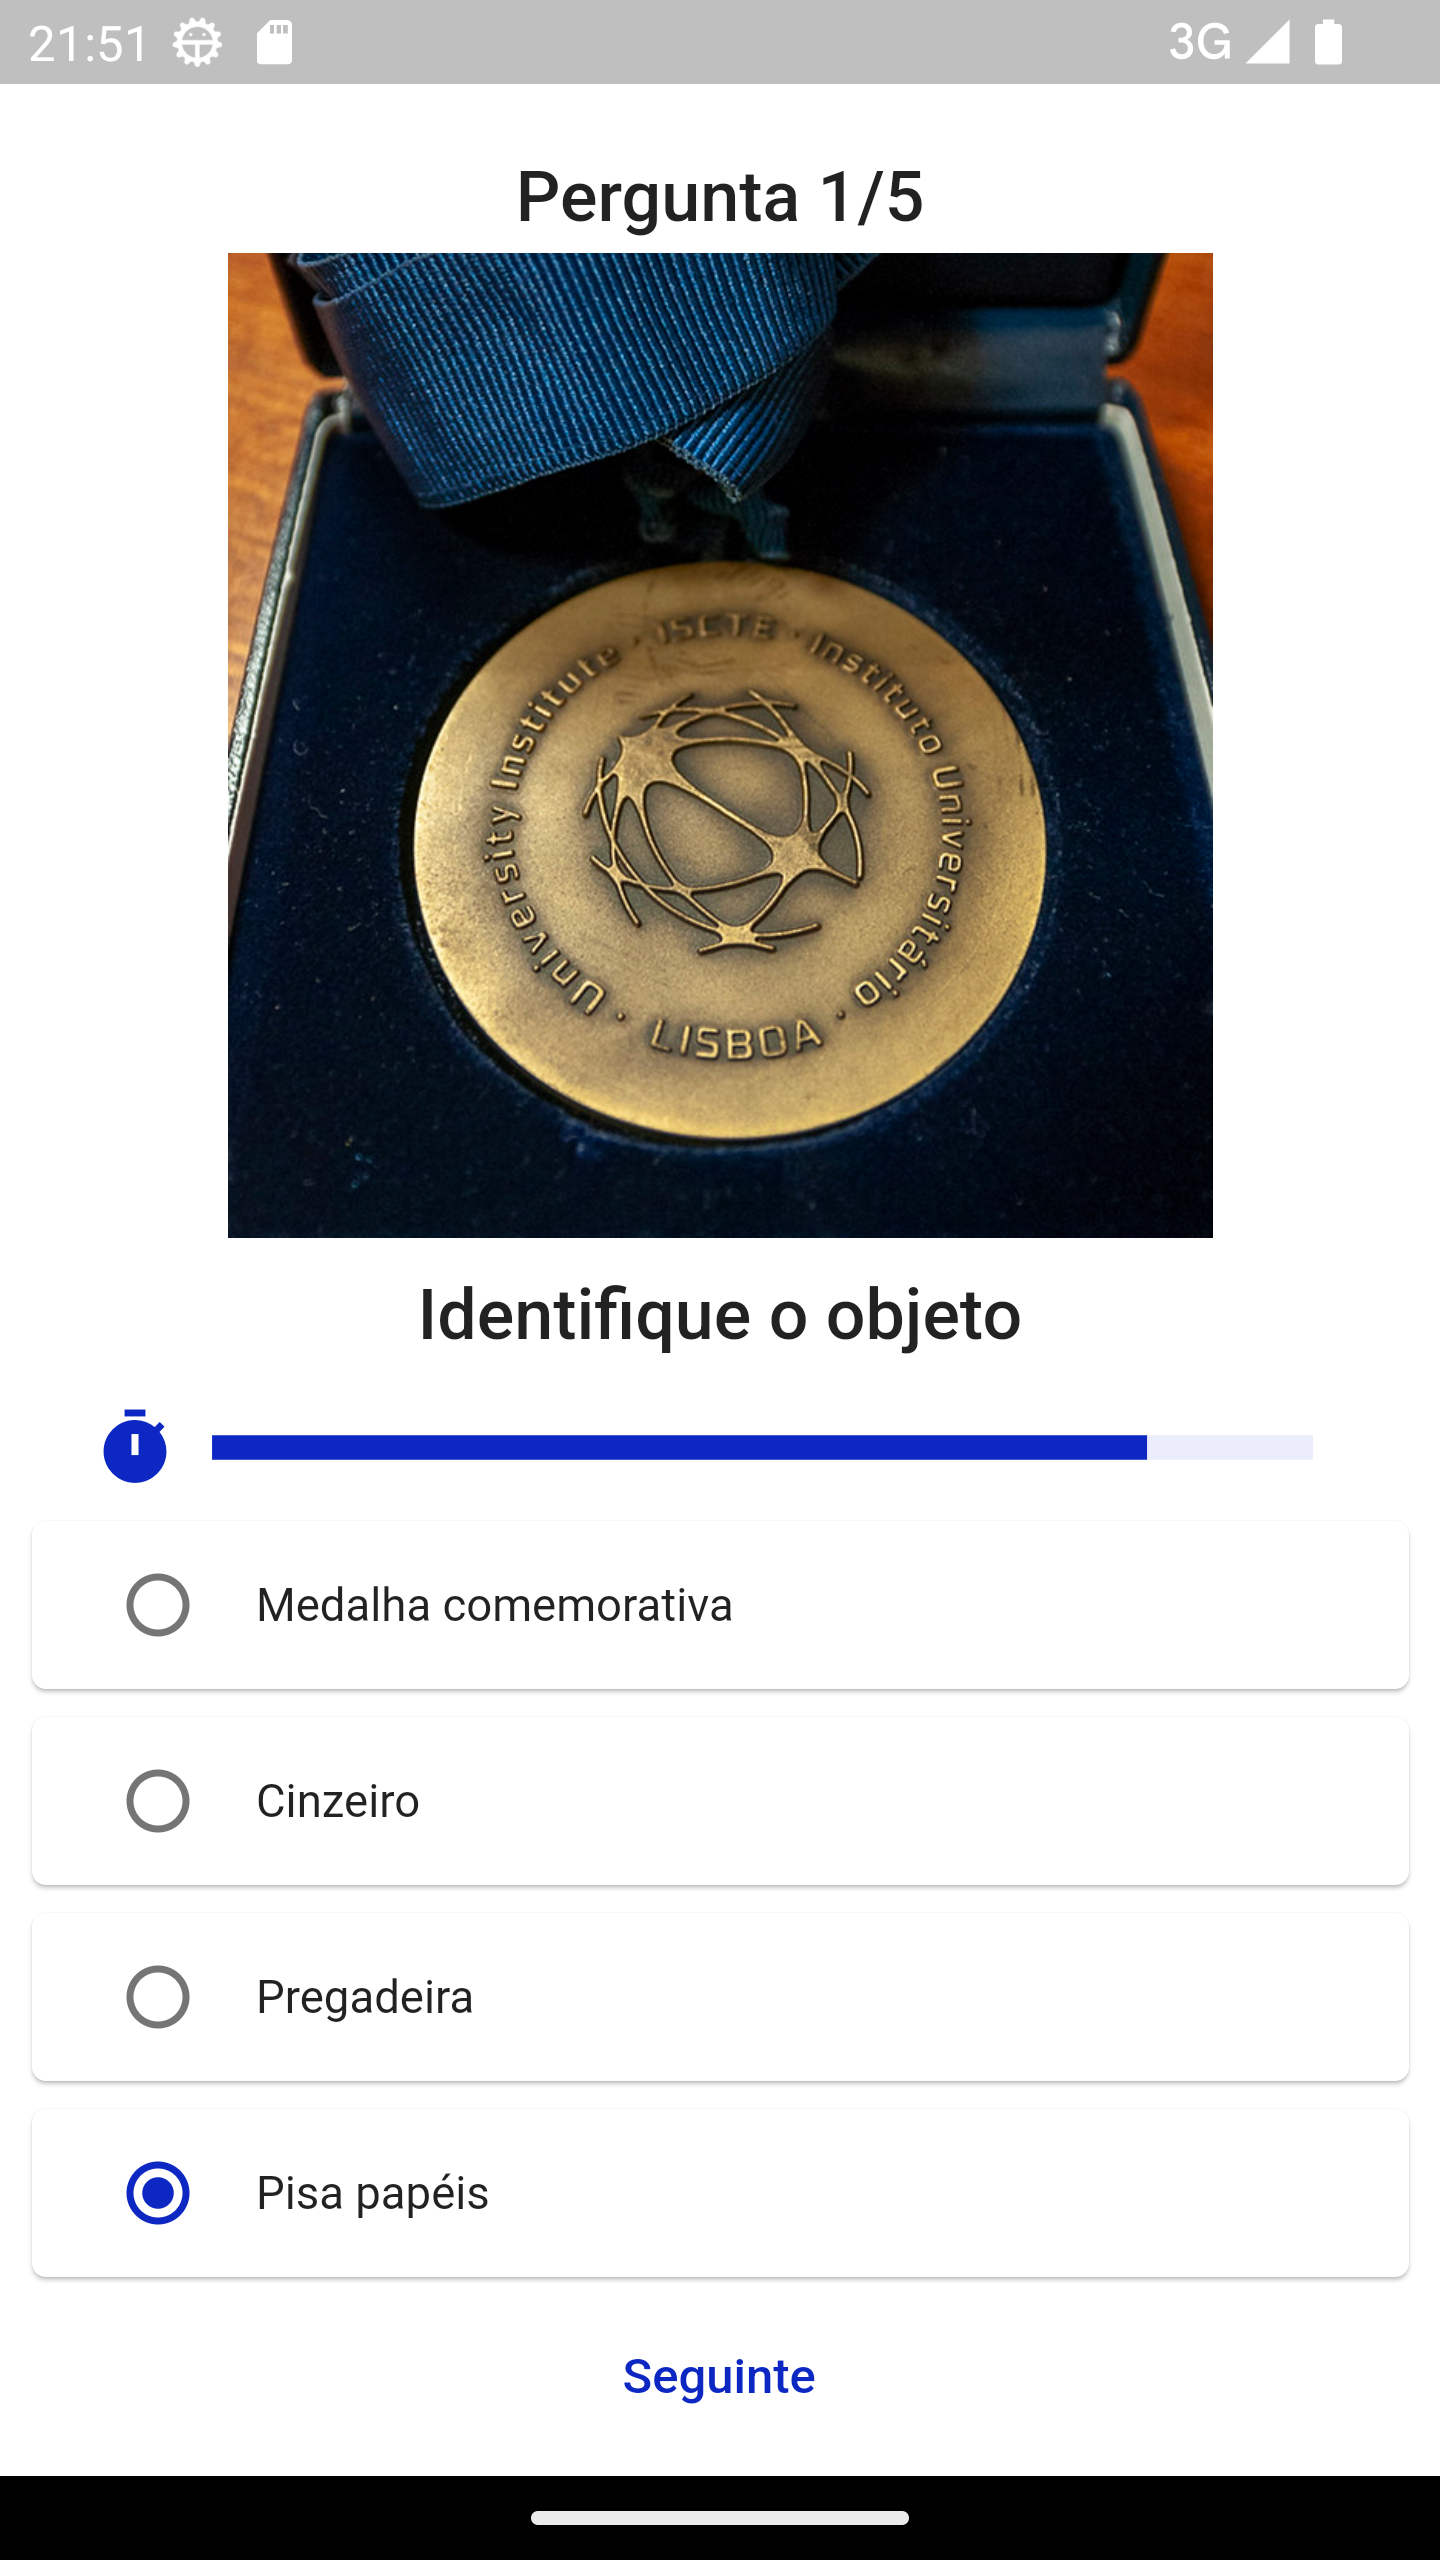 21:51
3G
Pergunta 1/5
· ISCTE · Instituto Universitário · LISBOA · University Institute
Identifique o objeto
Medalha comemorativa
Cinzeiro
Pregadeira
Pisa papéis
Seguinte